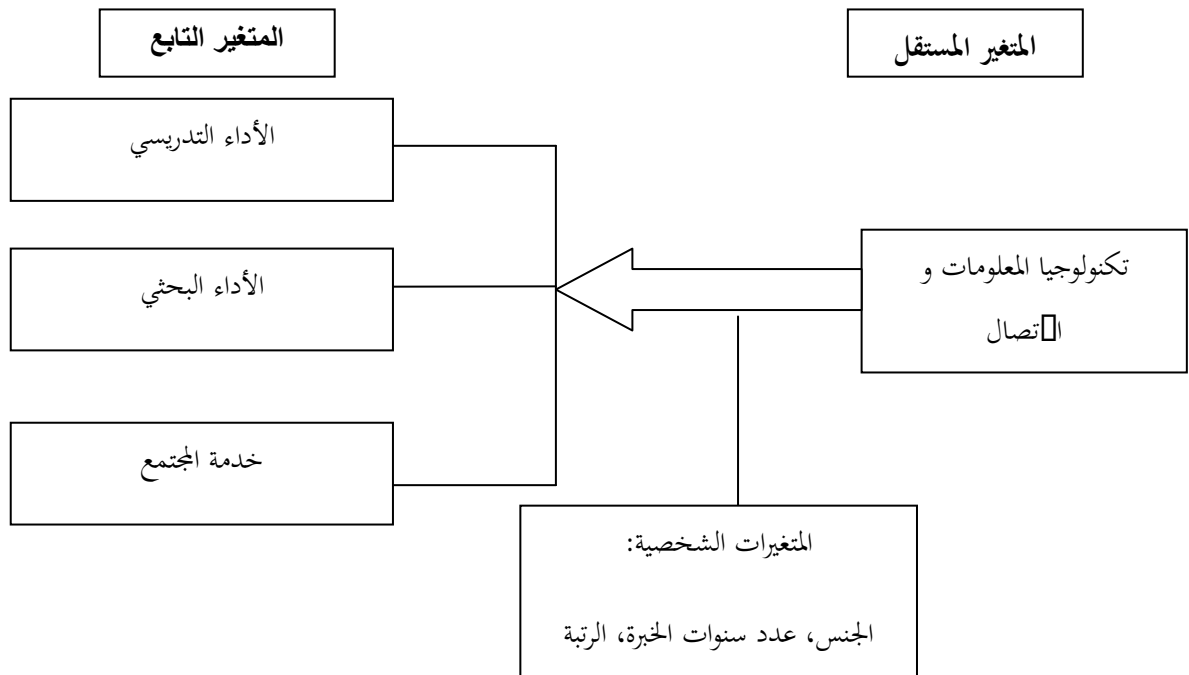 المتغير المستقل
المتغير التابع
الأداء التدريسي
تكنولوجيا المعلومات و
الأداء البحثي
خدمة المجتمع
المتغيرات الشخصية:
الجنس، عدد سنوات الخبرة، الرتبة